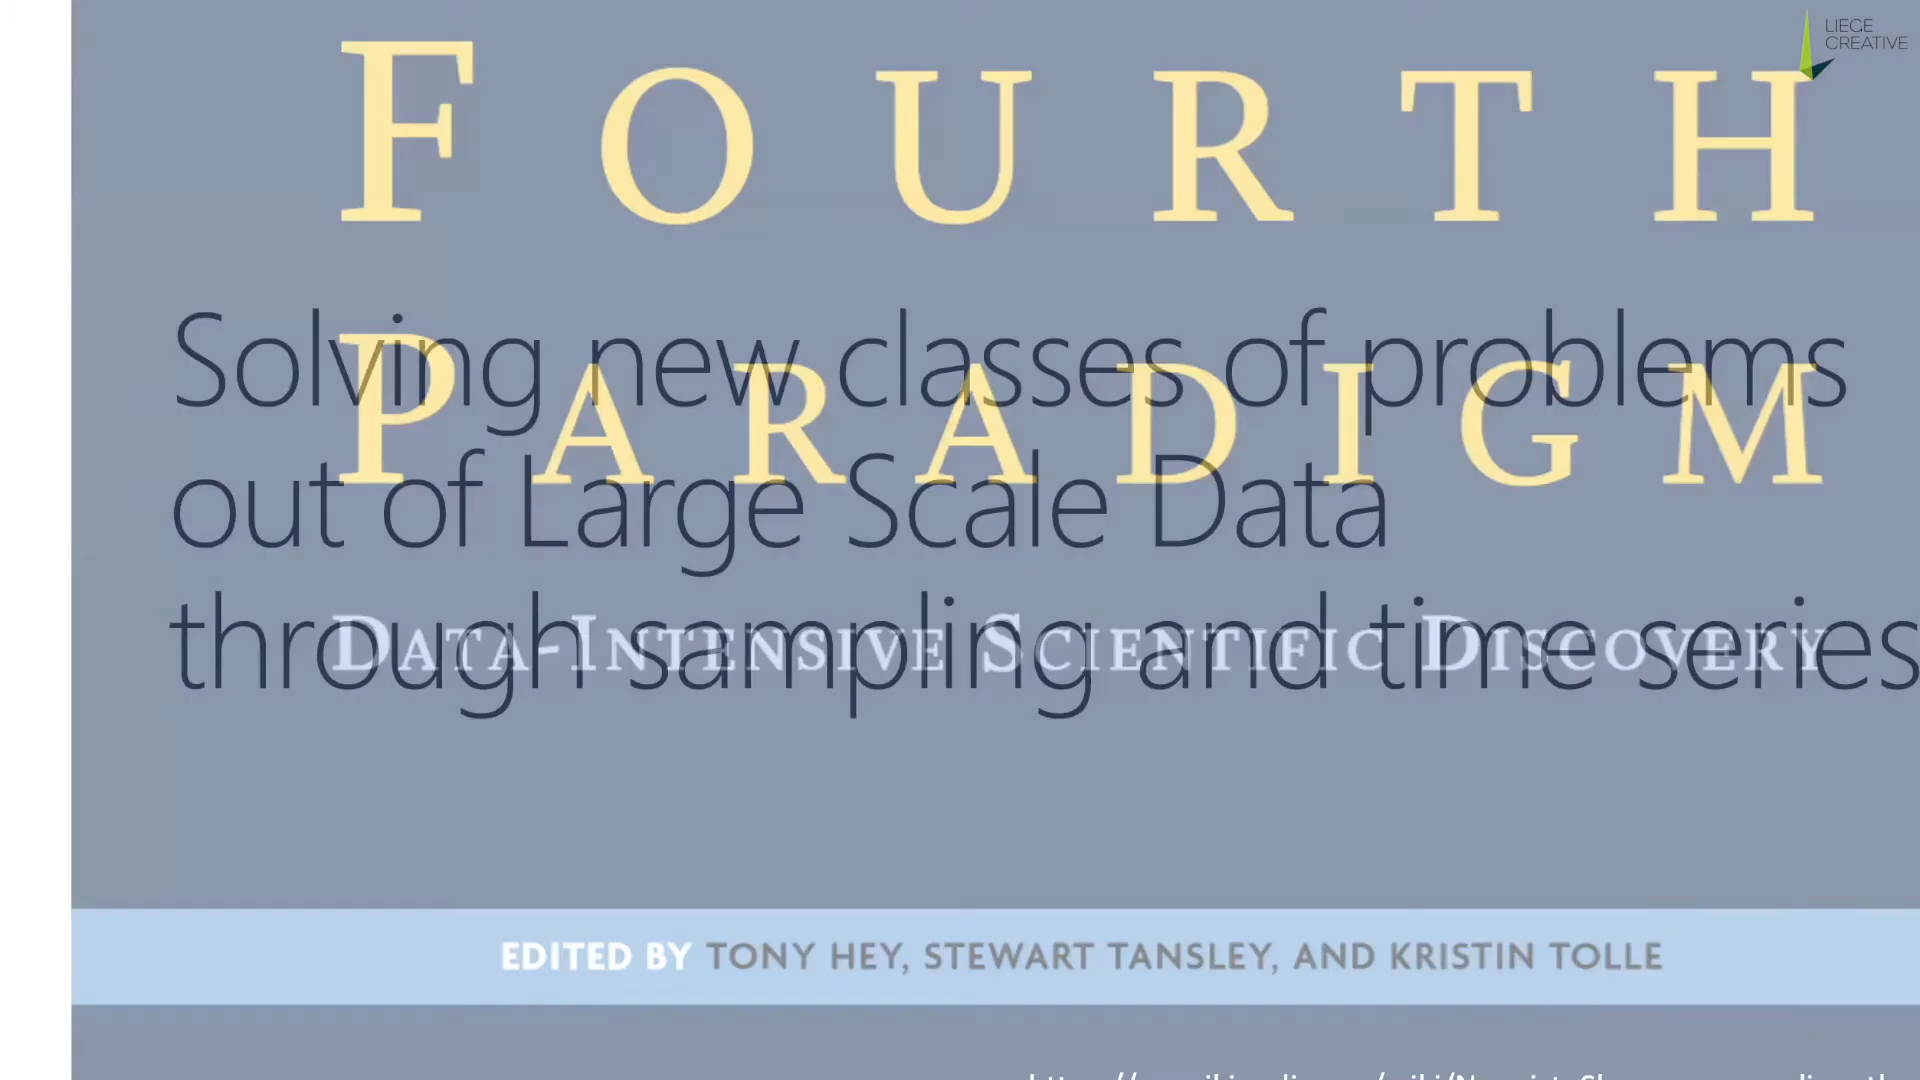 LIEGE
CREATIVE
FOURTH
PARADIGM
DATA-INTENSIVE SCIENTIFIC DISCOVERY
Solving new classes of problems
out of Large Scale Data
through sampling and time series
EDITED BY TONY HEY, STEWART TANSLEY, AND KRISTIN TOLLE